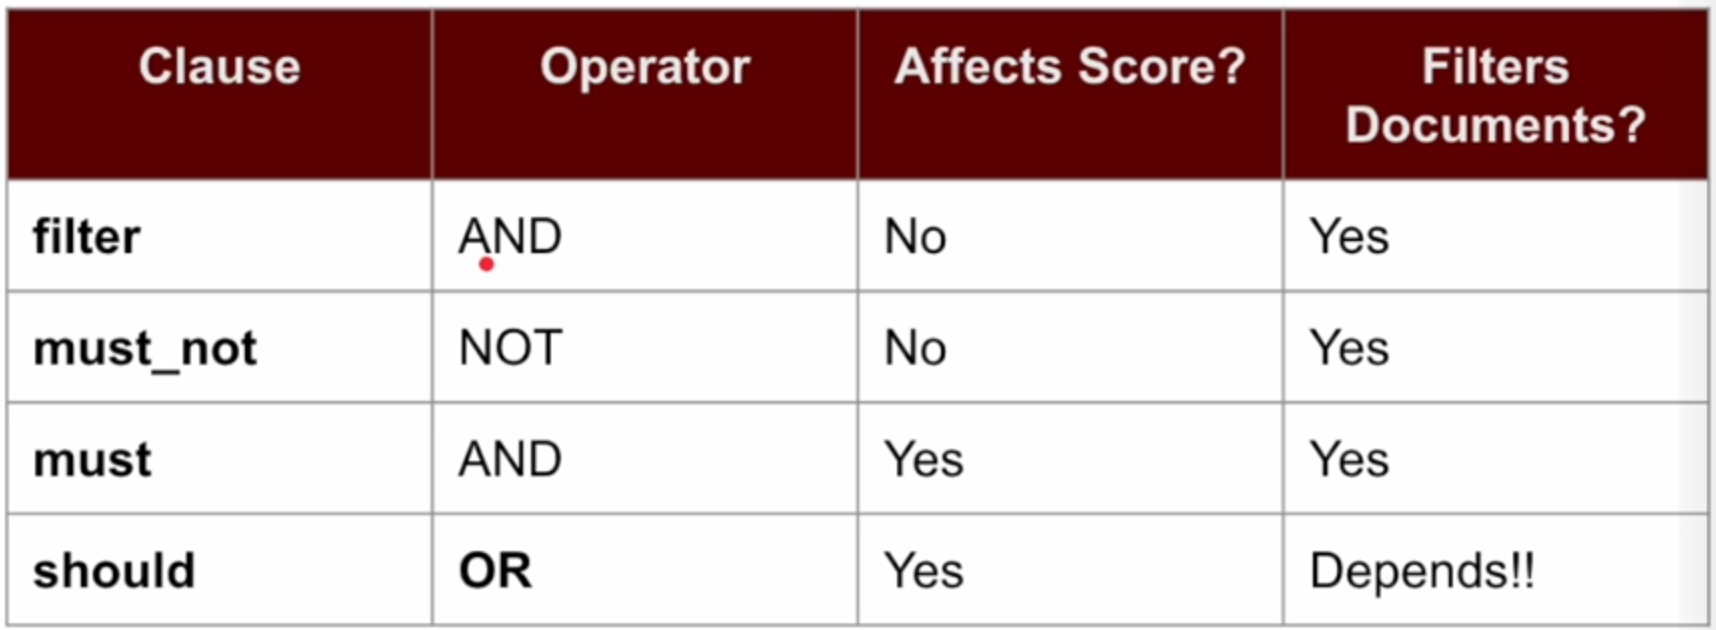 Clause Operator Affects Score? Filters
Documents?
filter AND No Yes
must_not NOT No Yes
must AND Yes Yes
should OR Yes Depends!!